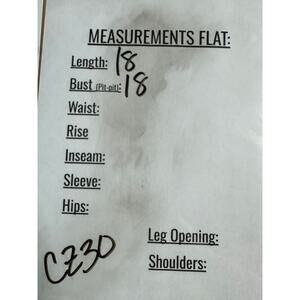 MEASUREMENTS FLAT:
Length: 18
Bust (Pit-pit): 18
Waist:
Rise
Inseam:
Sleeve:
Hips:
Leg Opening:
CZ30
Shoulders: